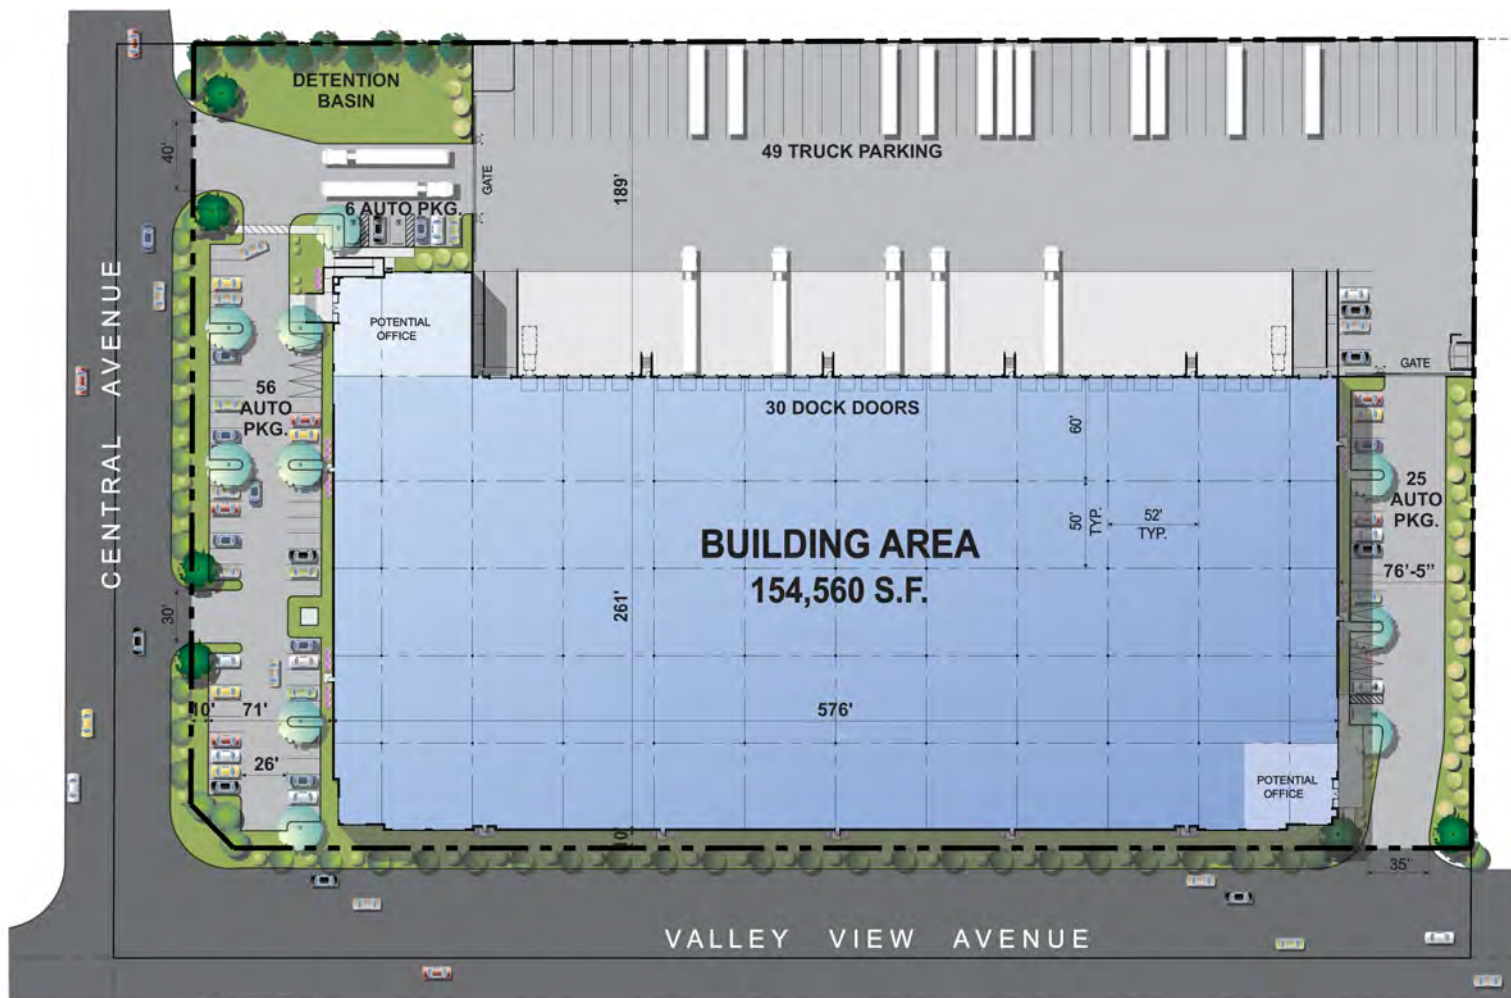 DETENTION
BASIN
40'
GATE
49 TRUCK PARKING
189'
6 AUTO PKG.
CENTRAL AVENUE
POTENTIAL
OFFICE
GATE
56
AUTO
PKG.
30 DOCK DOORS
60'
25
AUTO
PKG.
50'
TYP.
52'
TYP.
BUILDING AREA
154,560 S.F.
76'-5"
30'
261'
10'
71'
576'
26'
POTENTIAL
OFFICE
10'
35'
VALLEY VIEW AVENUE